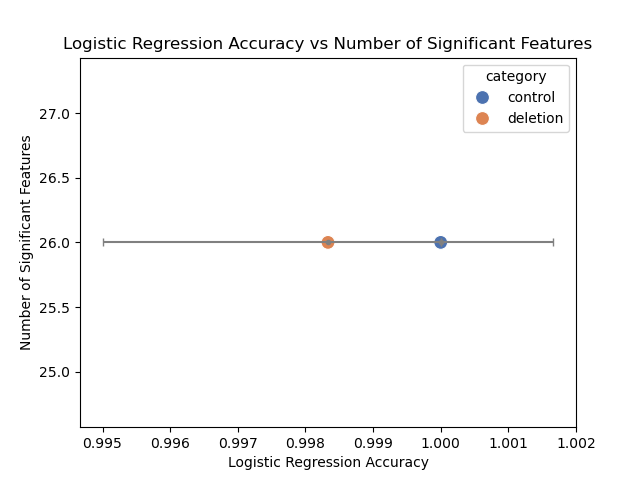 Logistic Regression Accuracy vs Number of Significant Features
category
control
deletion
Number of Significant Features
27.0
26.5
26.0
25.5
25.0
0.995 0.996 0.997 0.998 0.999 1.000 1.001 1.002
Logistic Regression Accuracy